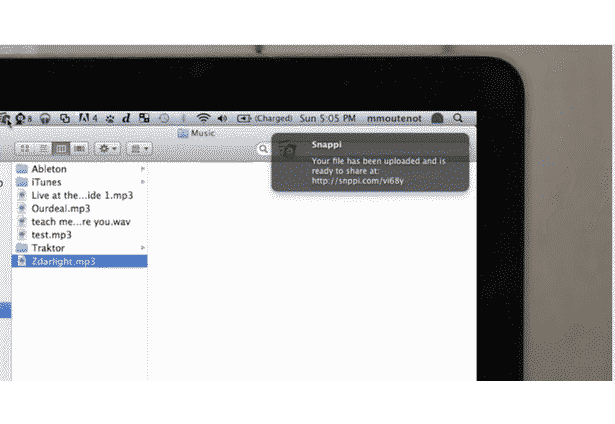 8
4
(Charged) Sun 5:05 PM mmoutenot
Music
Snappi
Your file has been uploaded and is
ready to share at:
http://snppi.com/vi68y
Ableton
iTunes
Live at the...ide 1.mp3
Ourdeal.mp3
teach me...re you.wav
test.mp3
Traktor
Zdarlight.mp3